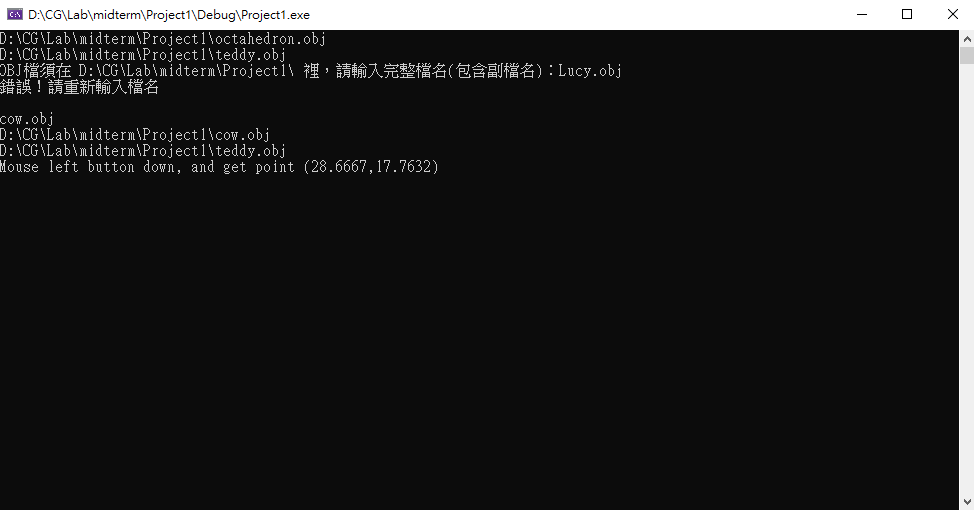 D:\CG\Lab\midterm\Project1\Debug\Project1.exe
D:\CG\Lab\midterm\Project1\octahedron.obj
D:\CG\Lab\midterm\Project1\teddy.obj
OBJ檔須在 D:\CG\Lab\midterm\Project1\ 裡，請輸入完整檔名(包含副檔名)：Lucy.obj
錯誤！請重新輸入檔名
cow.obj
D:\CG\Lab\midterm\Project1\cow.obj
D:\CG\Lab\midterm\Project1\teddy.obj
Mouse left button down, and get point (28.6667,17.7632)